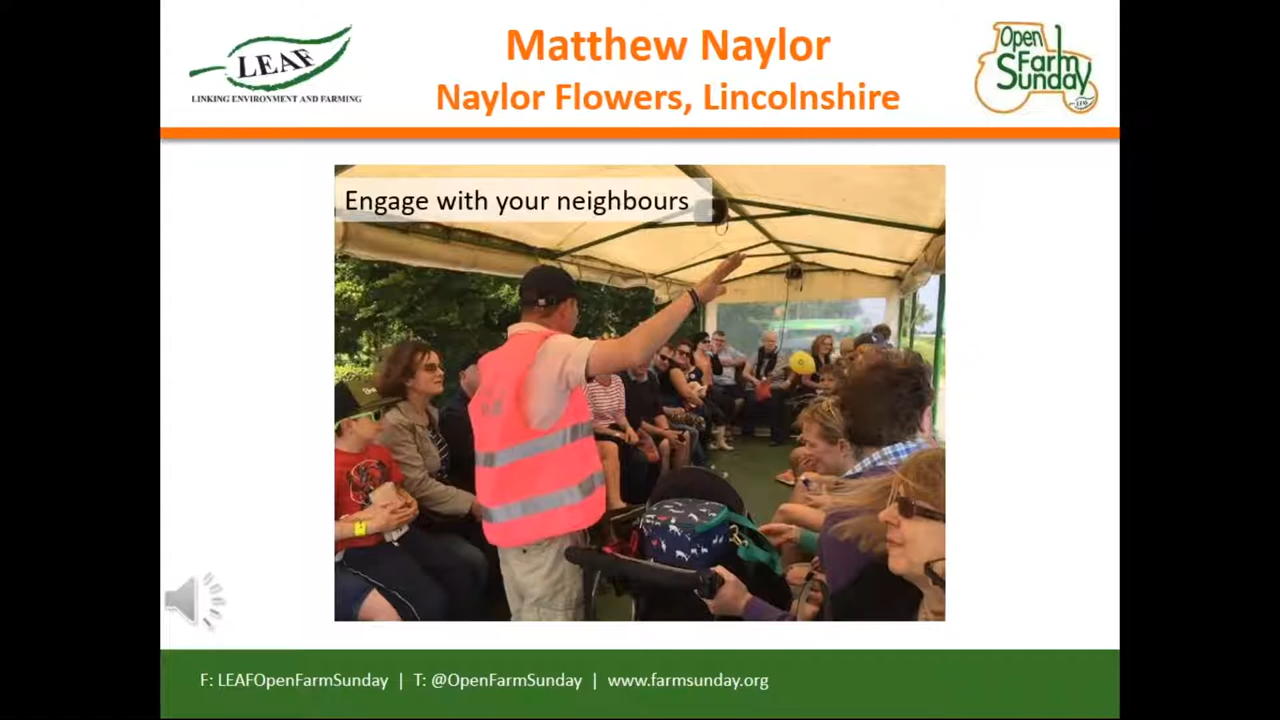 LEAF
LINKING ENVIRONMENT AND FARMING
Matthew Naylor
Naylor Flowers, Lincolnshire
Open
Farm
Sunday
LEAF
Engage with your neighbours
F: LEAFOpenFarmSunday | T: @OpenFarmSunday | www.farmsunday.org